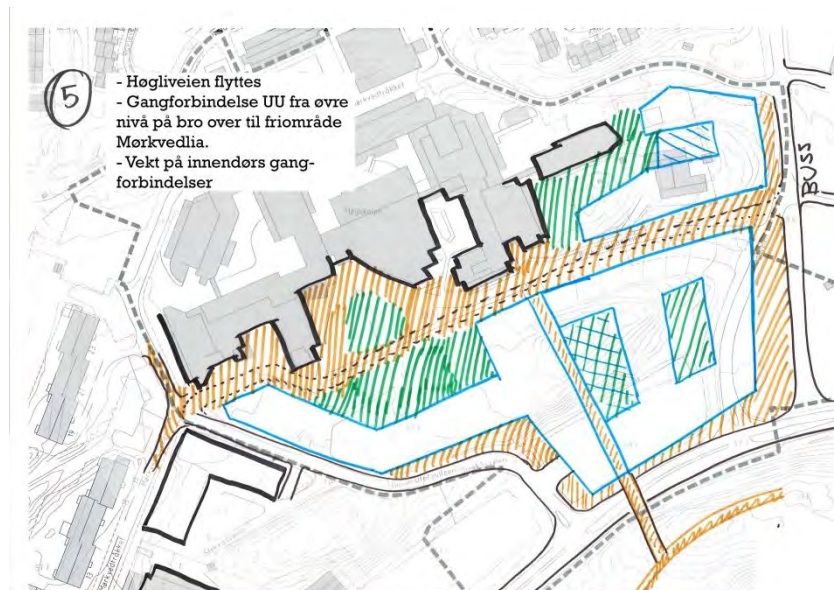 5
- Høgliveien flyttes
- Gangforbindelse UU fra øvre
nivå på bro over til friområde
Mørkvedlia.
- Vekt på innendørs gang-
forbindelser
BUSS